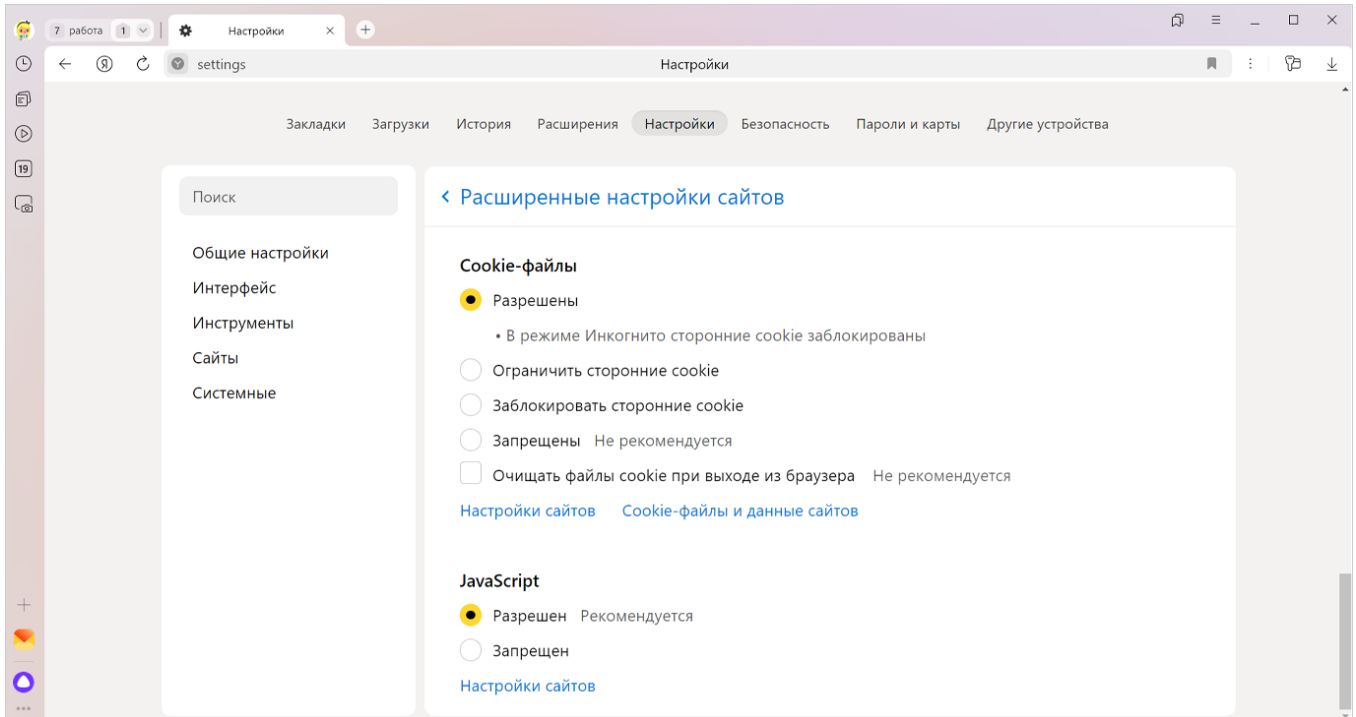 7 работа 1 Настройки
Я settings Настройки
Закладки Загрузки История Расширения Настройки Безопасность Пароли и карты Другие устройства
19
Поиск
Общие настройки
Интерфейс
Инструменты
Сайты
Системные
Расширенные настройки сайтов
Cookie-файлы
Разрешены
• В режиме Инкогнито сторонние cookie заблокированы
Ограничить сторонние cookie
Заблокировать сторонние cookie
Запрещены Не рекомендуется
Очищать файлы cookie при выходе из браузера Не рекомендуется
Настройки сайтов Cookie-файлы и данные сайтов
JavaScript
Разрешен Рекомендуется
Запрещен
Настройки сайтов